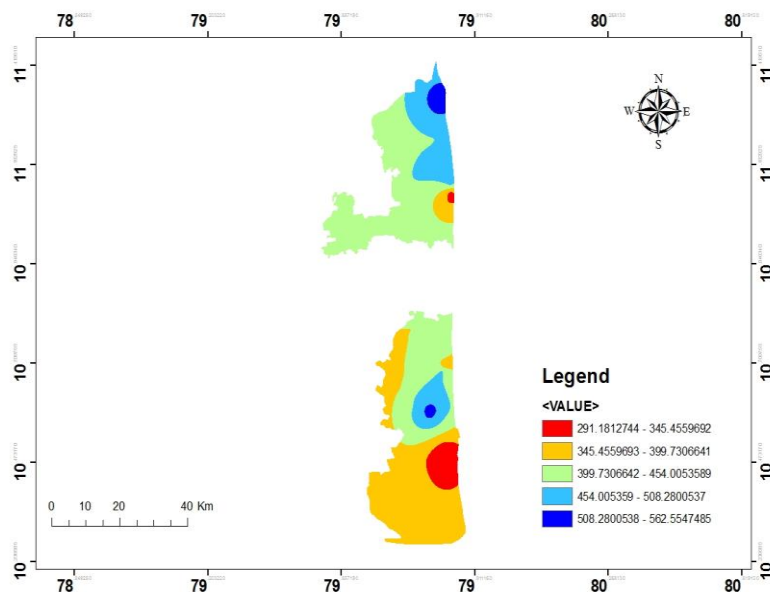 78 79 79 79 80 80
11 11
N
W E
S
11 11
10 10
10 10
Legend
<VALUE>
291.1812744 - 345.4559692
345.4559693 - 399.7306641
10 10
399.7306642 - 454.0053589
454.005359 - 508.2800537
0 10 20 40 Km
508.2800538 - 562.5547485
10 10
78 79 79 79 80 80